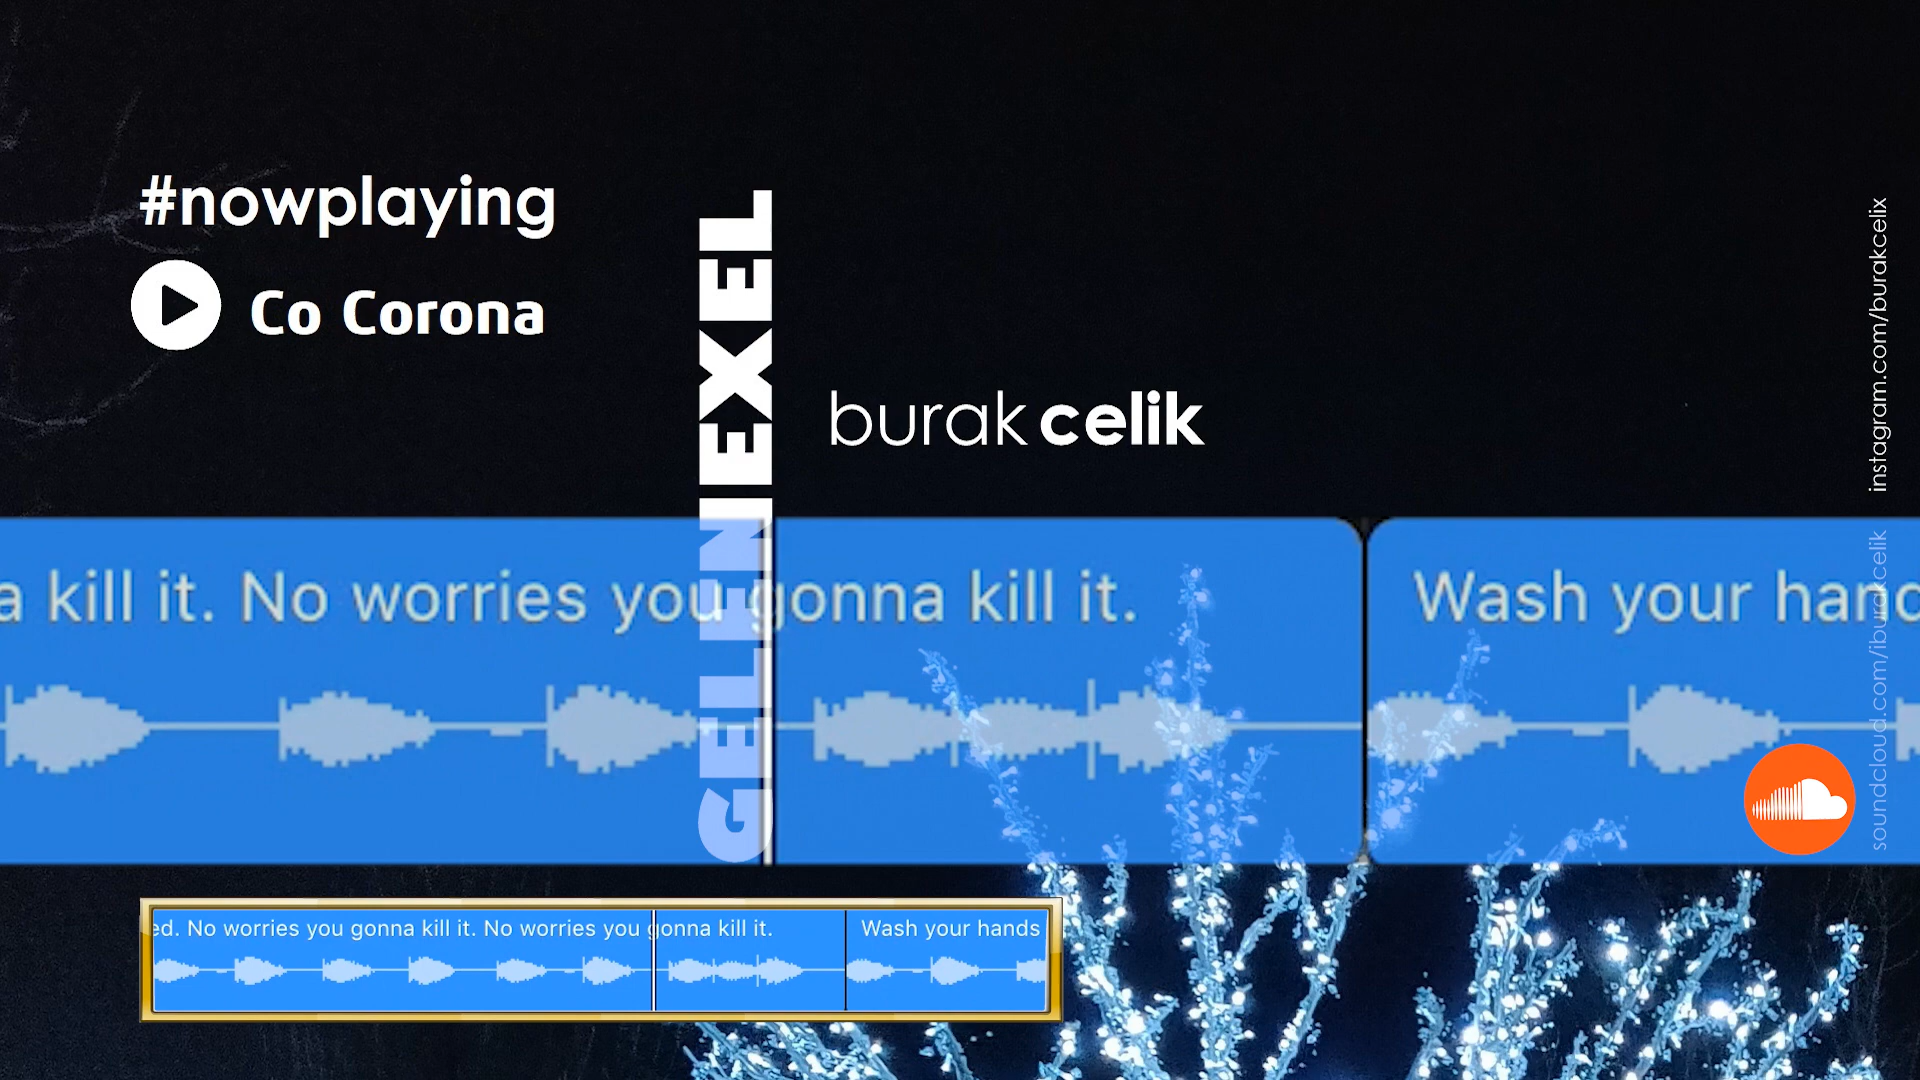 #nowplaying
Co Corona
GELENEXEL
burak celik
instagram.com/burakcelix
soundcloud.com/iburakcelik
a kill it. No worries you gonna kill it.
Wash your hand
ed. No worries you gonna kill it. No worries you gonna kill it.
Wash your hands